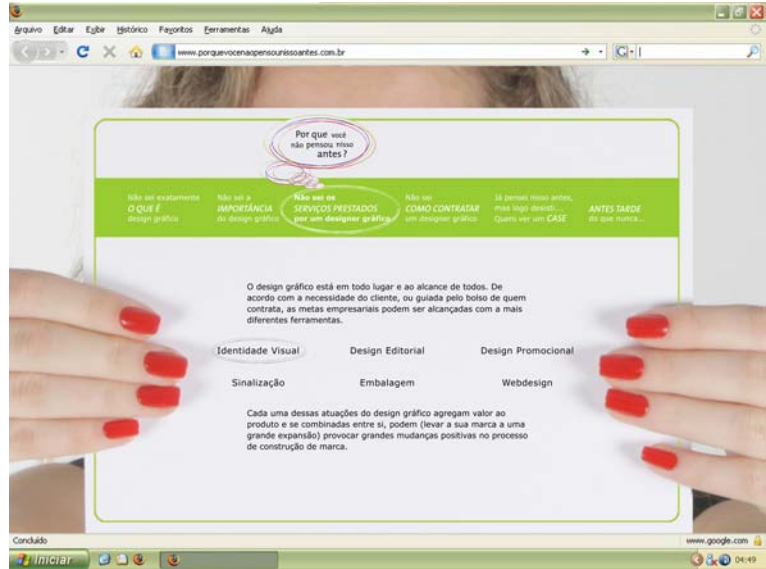 Arquivo Editar Exibir Histórico Favoritos Ferramentas Ajuda
www.porquevocenaopensounissoantes.com.br
G
Por que você
não pensou nisso
antes?
Não sei exatamente
O QUE É
design gráfico
Não sei a
IMPORTÂNCIA
do design gráfico
Não sei os
SERVIÇOS PRESTADOS
por um designer gráfico
Não sei
COMO CONTRATAR
um designer gráfico
Já pensei nisso antes,
mas logo desisti...
Quero ver um CASE
ANTES TARDE
do que nunca...
O design gráfico está em todo lugar e ao alcance de todos. De
acordo com a necessidade do cliente, ou guiada pelo bolso de quem
contrata, as metas empresariais podem ser alcançadas com a mais
diferentes ferramentas.
Identidade Visual Design Editorial Design Promocional
Sinalização Embalagem Webdesign
Cada uma dessas atuações do design gráfico agregam valor ao
produto e se combinadas entre si, podem (levar a sua marca a uma
grande expansão) provocar grandes mudanças positivas no processo
de construção de marca.
Concluído www.google.com
Iniciar 04:49